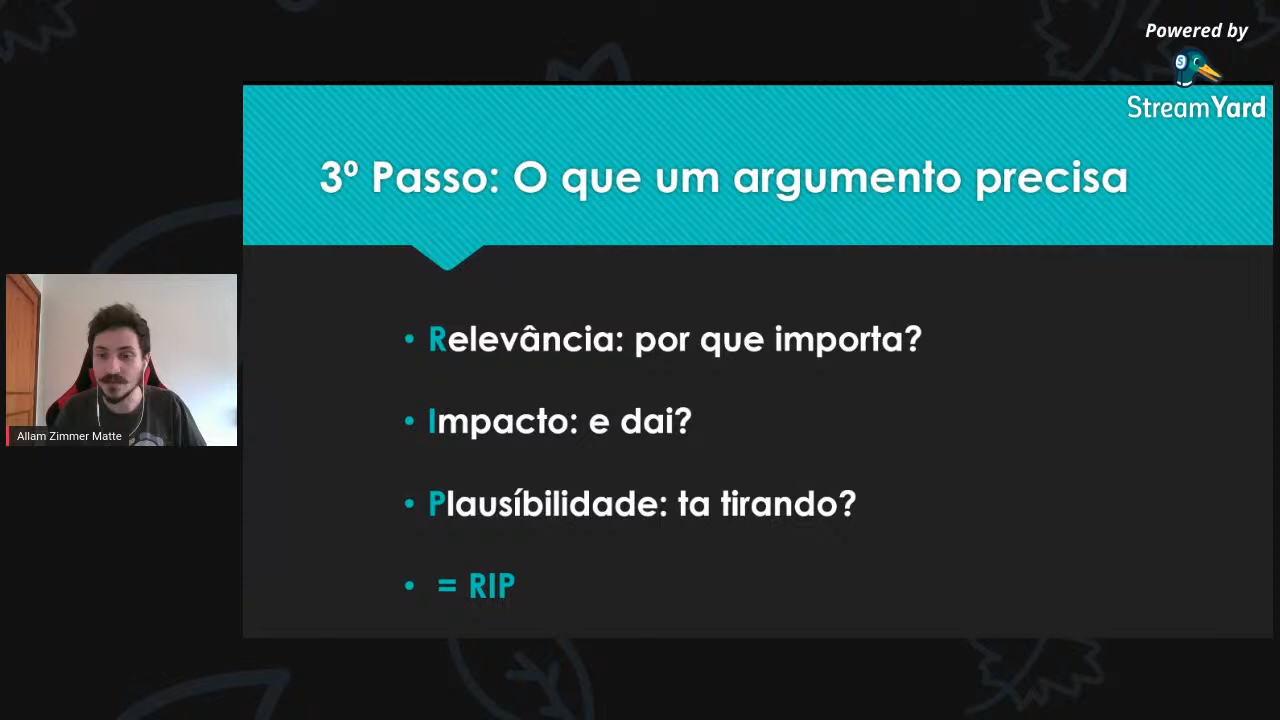 Powered by
StreamYard
3º Passo: O que um argumento precisa
• Relevância: por que importa?
• Impacto: e dai?
• Plausíbilidade: ta tirando?
• = RIP
Allam Zimmer Matte